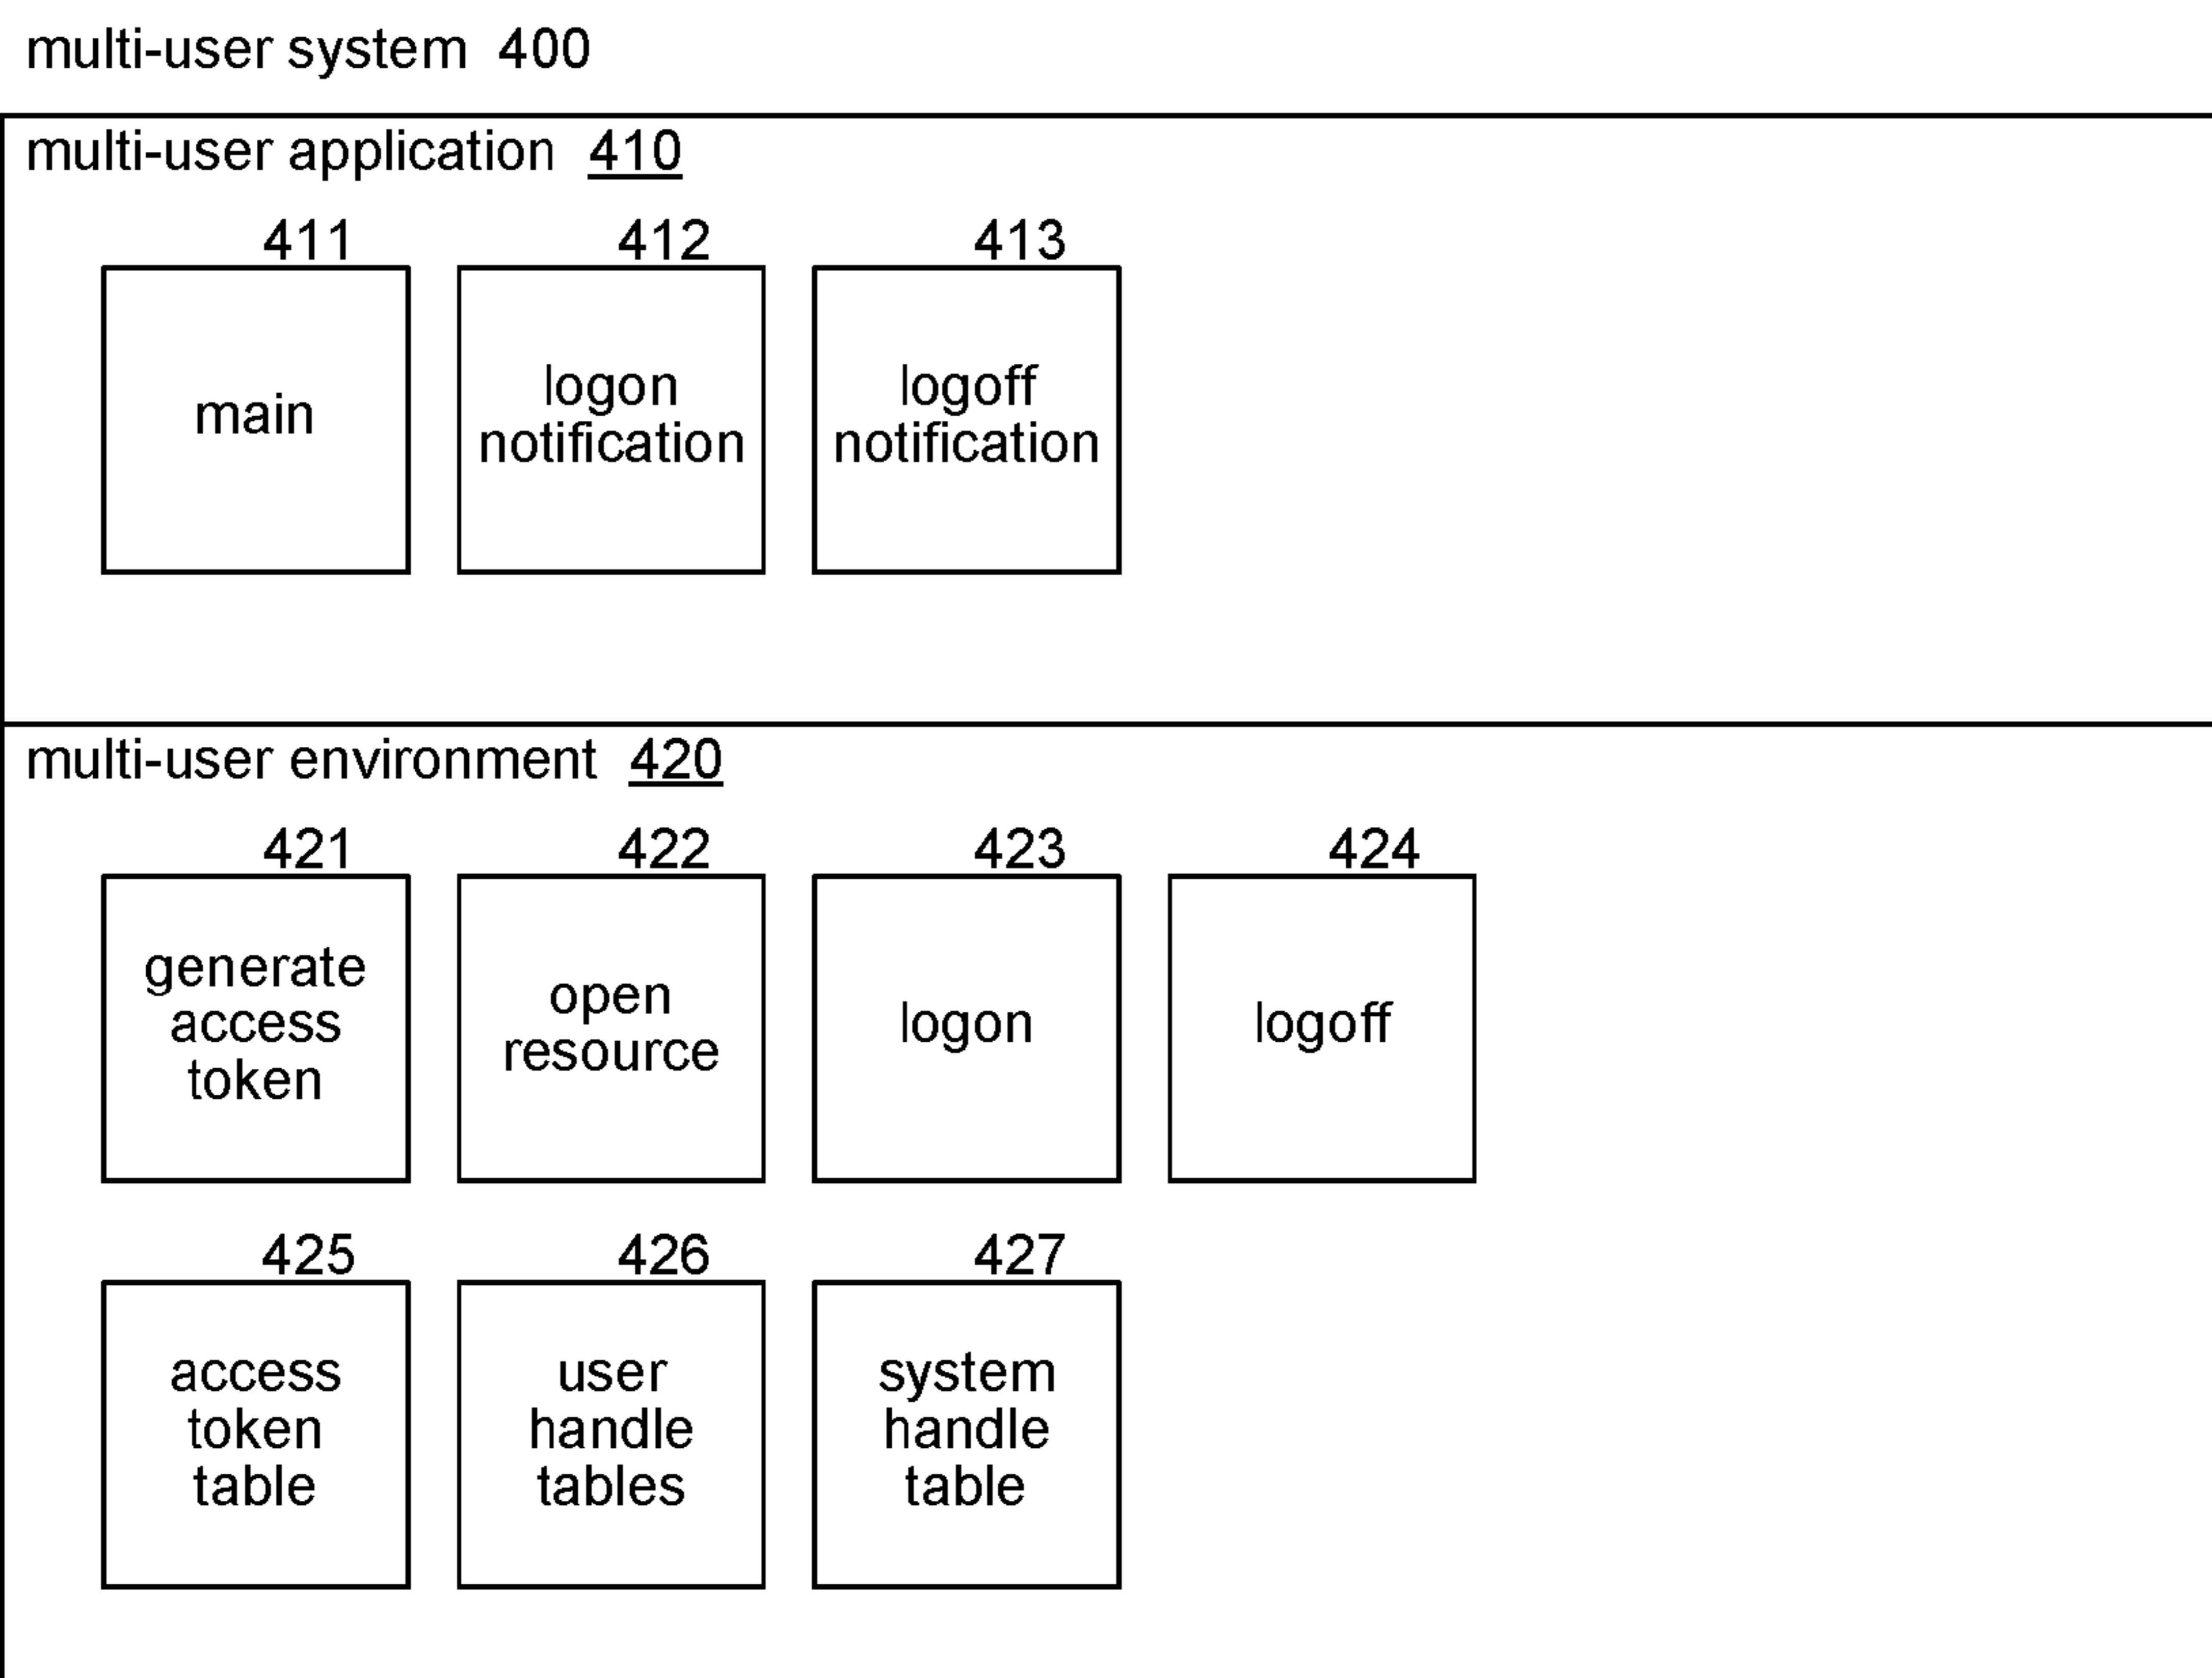 multi-user system 400
multi-user application 410
411 412 413
main
logon
notification
logoff
notification
multi-user environment 420
421 422 423 424
generate
access
token
open
resource
logon
logoff
425 426 427
access
token
table
user
handle
tables
system
handle
table